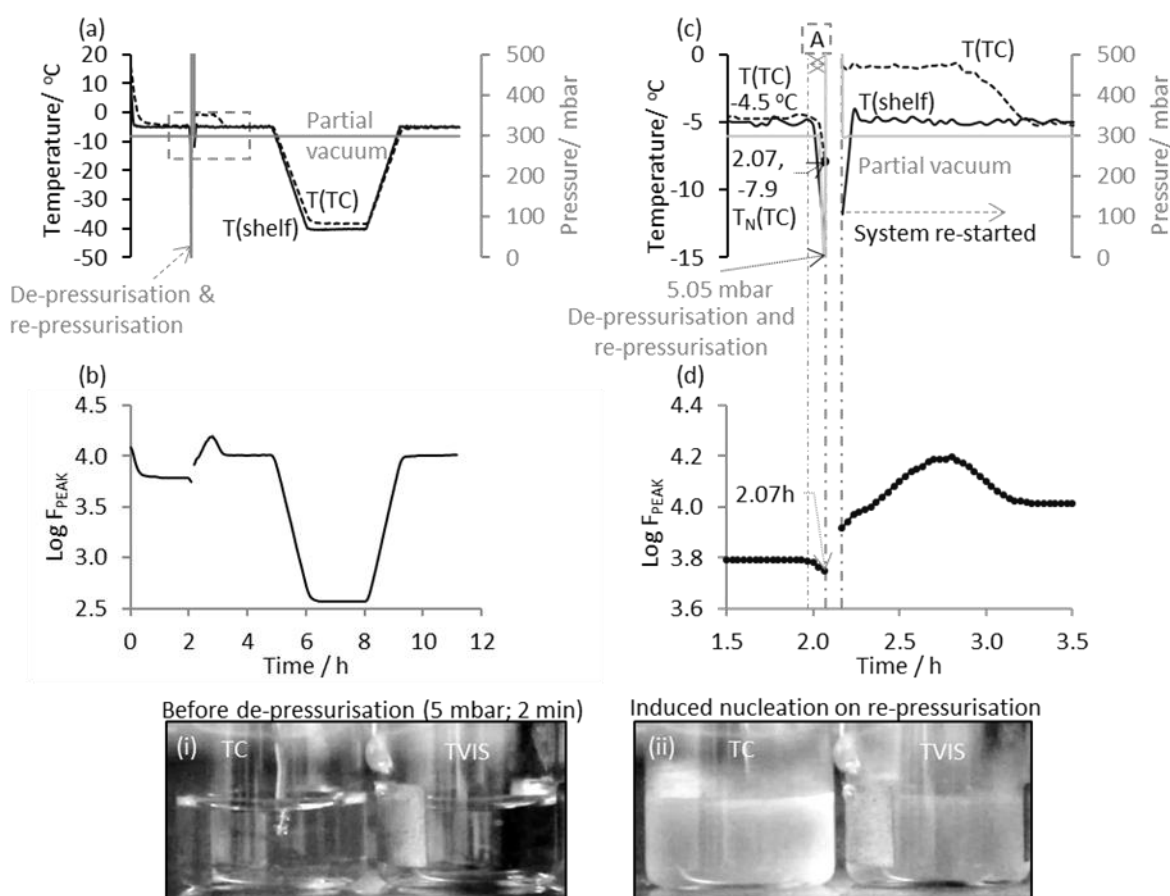 (a)
Temperature/ °C
20
10
0
-10
-20
-30
-40
-50
Partial
vacuum
T(TC)
T(shelf)
500
400
300
200
100
0
Pressure/ mbar
De-pressurisation &
re-pressurisation
(c)
A
Temperature/ °C
0
-5
-10
-15
T(TC)
-4.5 °C
2.07,
-7.9
TN(TC)
T(TC)
T(shelf)
Partial vacuum
System re-started
500
400
300
200
100
0
Pressure/ mbar
5.05 mbar
De-pressurisation and
re-pressurisation
(b)
Log FPEAK
4.5
4.0
3.5
3.0
2.5
0 2 4 6 8 10 12
Time / h
(d)
Log FPEAK
4.4
4.2
4.0
3.8
3.6
2.07h
1.5 2.0 2.5 3.0 3.5
Time / h
Before de-pressurisation (5 mbar; 2 min)
(i) TC TVIS
Induced nucleation on re-pressurisation
(ii) TC TVIS